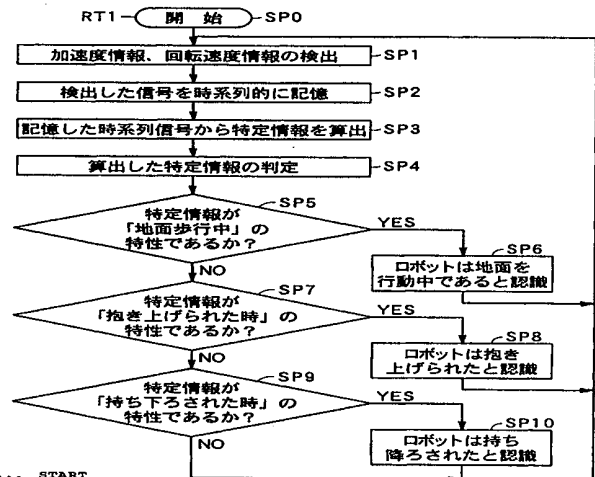 RT1 開始 SP0
加速度情報、回転速度情報の検出 SP1
検出した信号を時系列的に記憶 SP2
記憶した時系列信号から特定情報を算出 SP3
算出した特定情報の判定 SP4
SP5
特定情報が
「地面歩行中」の
特性であるか?
YES
SP6
ロボットは地面を
行動中であると認識
NO
SP7
特定情報が
「抱き上げられた時」の
特性であるか?
YES
SP8
ロボットは抱き
上げられたと認識
NO
SP9
特定情報が
「持ち下ろされた時」の
特性であるか?
YES
SP10
ロボットは持ち
降ろされたと認識
NO
START